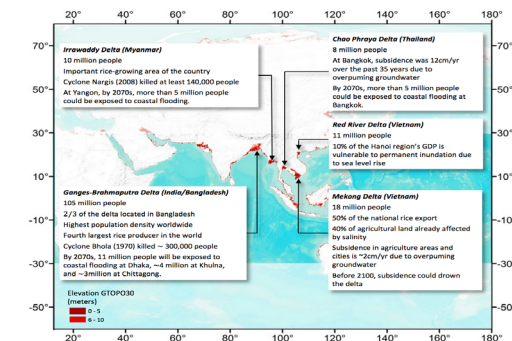 20° 40° 60° 80° 100° 120° 140° 160° 180°
70°
50°
30°
10°
-10°
-30°
-50°
Irrawaddy Delta (Myanmar)
10 million people
Important rice-growing area of the country
Cyclone Nargis (2008) killed at least 140,000 people
At Yangon, by 2070s, more than 5 million people
could be exposed to coastal flooding.
Chao Phraya Delta (Thailand)
8 million people
At Bangkok, subsidence was 12cm/yr
over the past 35 years due to
overpuming groundwater
By 2070s, more than 5 million people
could be exposed to coastal flooding at
Bangkok.
Red River Delta (Vietnam)
11 million people
10% of the Hanoi region's GDP is
vulnerable to permanent inundation due
to sea level rise
Ganges-Brahmaputra Delta (India/Bangladesh)
105 million people
2/3 of the delta located in Bangladesh
Highest population density worldwide
Fourth largest rice producer in the world
Cyclone Bhola (1970) killed ~ 300,000 people
By 2070s, 11 million people will be exposed to
coastal flooding at Dhaka, ~4 million at Khulna,
and ~3million at Chittagong.
Mekong Delta (Vietnam)
18 million people
50% of the national rice export
40% of agricultural land already affected
by salinity
Subsidence in agriculture areas and
cities is ~2cm/yr due to overpuming
groundwater
Before 2100, subsidence could drown
the delta
Elevation GTOPO30
(meters)
0 - 5
6 - 10
70°
50°
30°
10°
-10°
-30°
-50°
20° 40° 60° 80° 100° 120° 140° 160° 180°